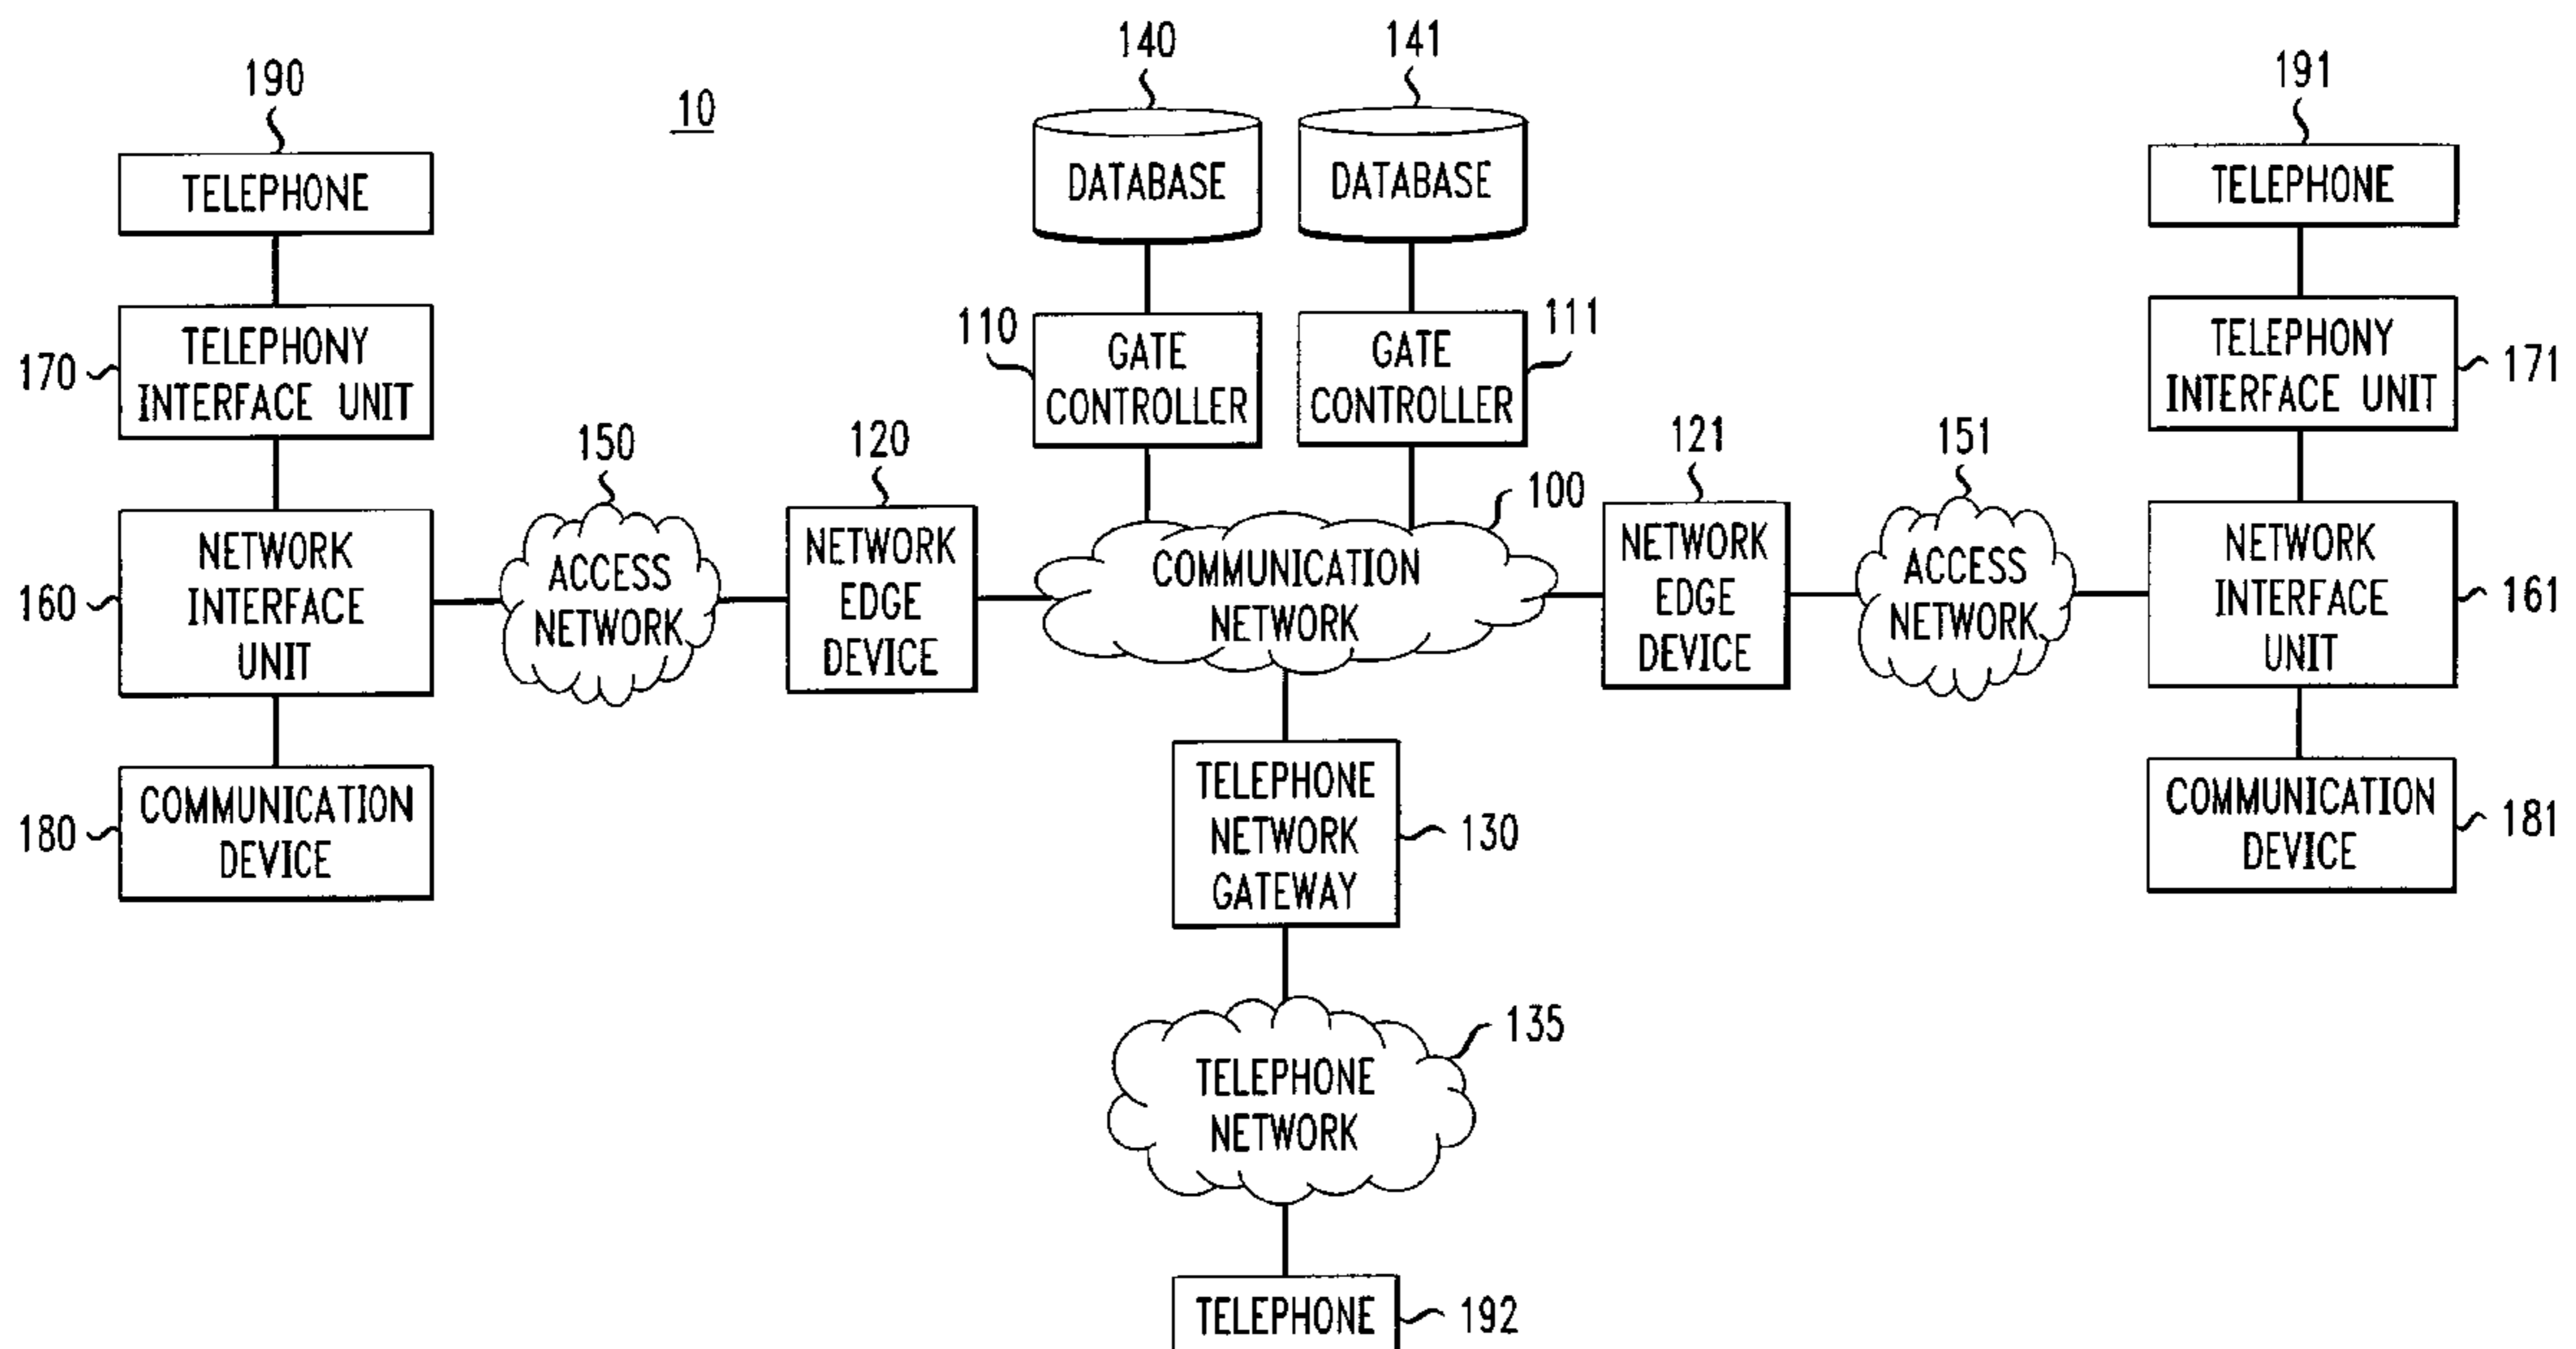 140
141
190
191
10
TELEPHONE
DATABASE
DATABASE
TELEPHONE
110
GATE
CONTROLLER
GATE
CONTROLLER
111
170
TELEPHONY
INTERFACE UNIT
TELEPHONY
INTERFACE UNIT
171
150
120
121
151
100
160
NETWORK
INTERFACE
UNIT
ACCESS
NETWORK
NETWORK
EDGE
DEVICE
COMMUNICATION
NETWORK
NETWORK
EDGE
DEVICE
ACCESS
NETWORK
NETWORK
INTERFACE
UNIT
161
180
COMMUNICATION
DEVICE
TELEPHONE
NETWORK
GATEWAY
130
COMMUNICATION
DEVICE
181
135
TELEPHONE
NETWORK
TELEPHONE
192